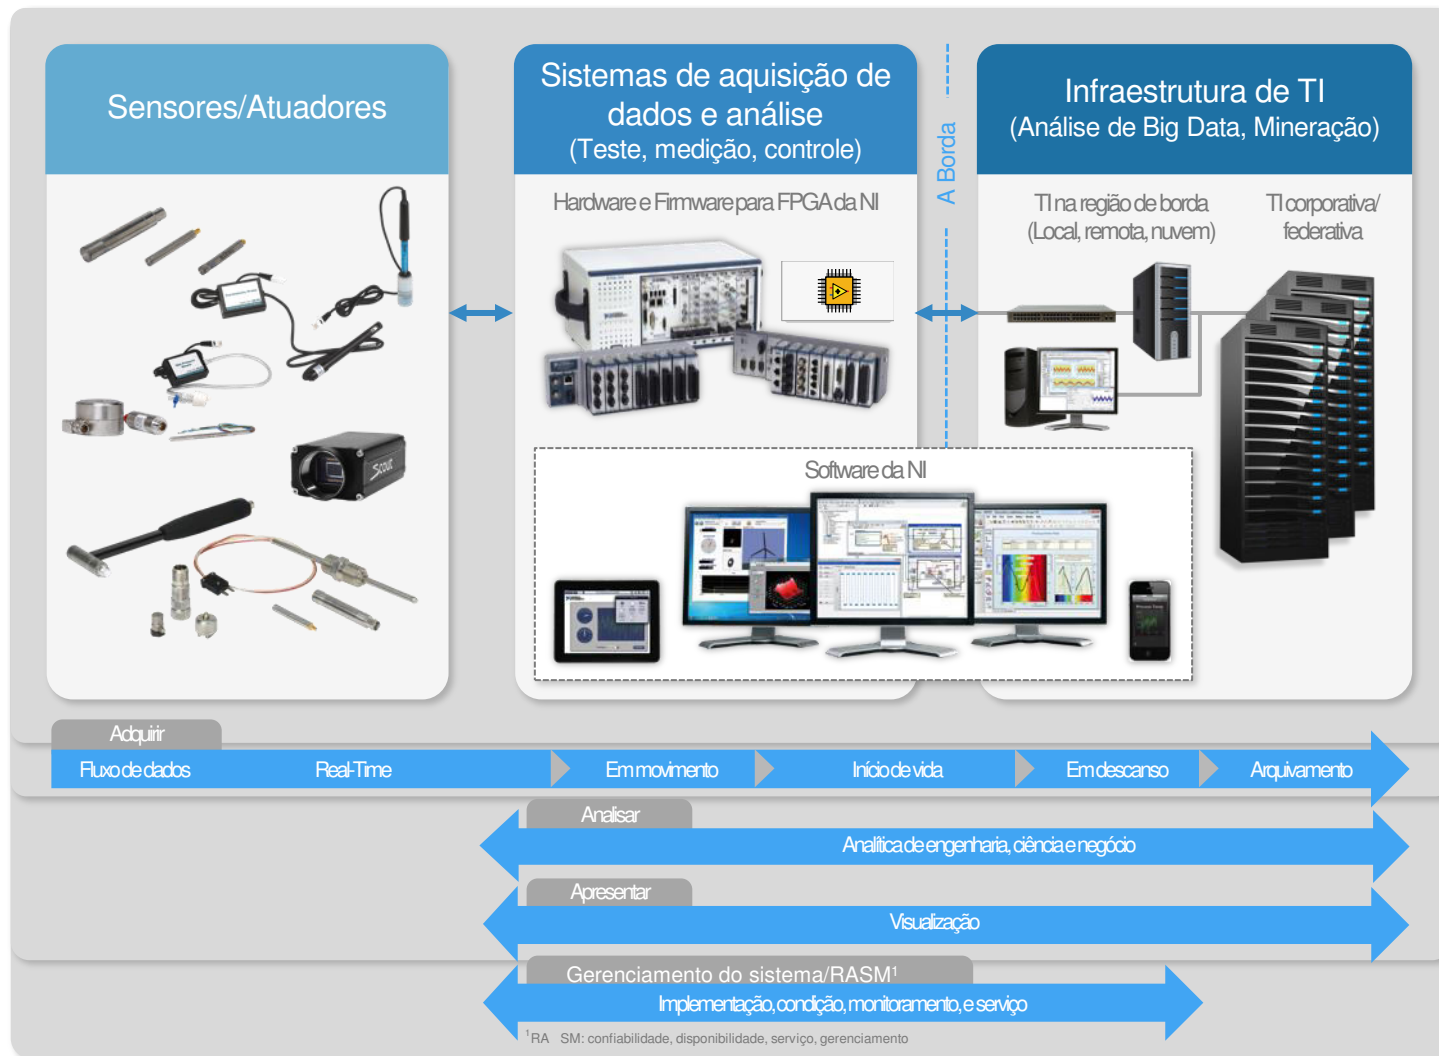 Sensores/Atuadores
Sistemas de aquisição de
dados e análise
(Teste, medição, controle)
A Borda
Infraestrutura de TI
(Análise de Big Data, Mineração)
Hardware e Firmware para FPGA da NI
TI na região de borda
(Local, remota, nuvem)
TI corporativa/
federativa
scout
Software da NI
Adquirir
Fluxo de dados
Real-Time
Em movimento
Início de vida
Em descanso
Arquivamento
Analisar
Analítica de engenharia, ciência e negócio
Apresentar
Visualização
Gerenciamento do sistema/RASM¹
Implementação, condição, monitoramento, e serviço
¹RA SM: confiabilidade, disponibilidade, serviço, gerenciamento